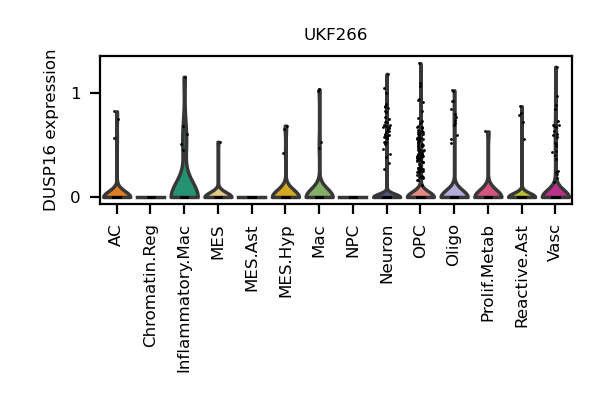 UKF266
DUSP16 expression
1
0
AC
Chromatin.Reg
Inflammatory.Mac
MES
MES.Ast
MES.Hyp
Mac
NPC
Neuron
OPC
Oligo
Prolif.Metab
Reactive.Ast
Vasc